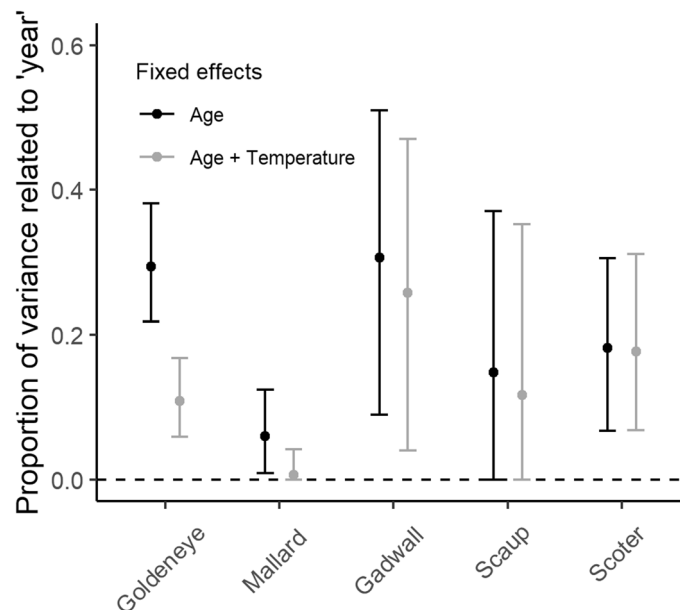 Proportion of variance related to 'year'
0.6
0.4
0.2
0.0
Fixed effects
Age
Age + Temperature
Goldeneye
Mallard
Gadwall
Scaup
Scoter